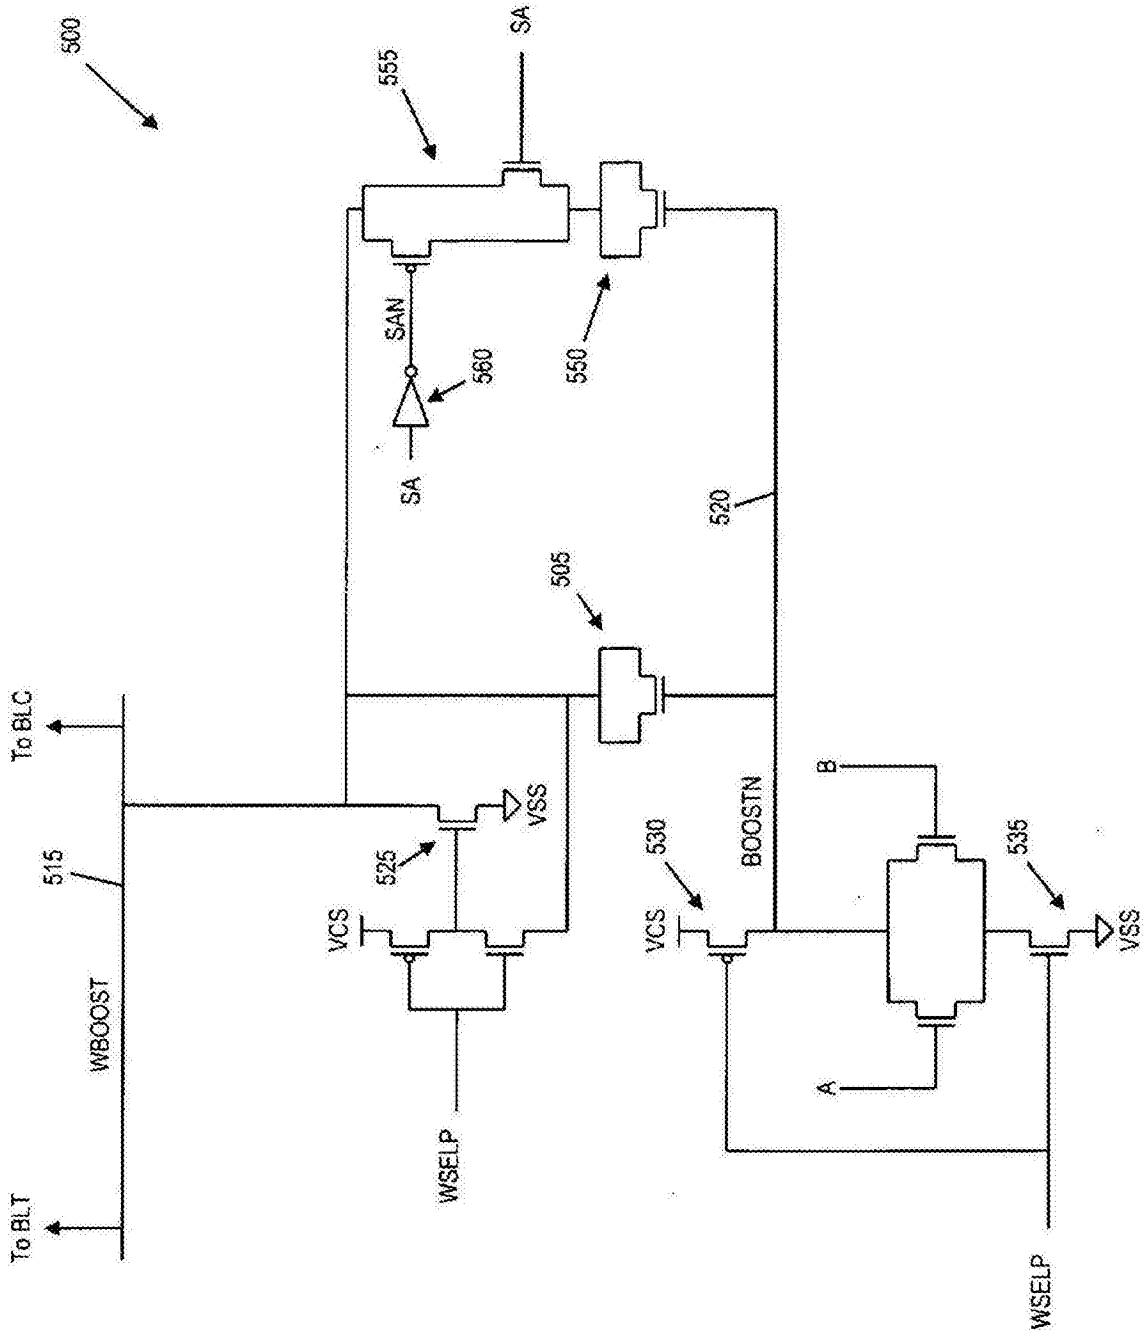 500
To BLT
To BLC
515
WBOOST
SA
555
SAN
560
SA
550
VCS
525
VSS
WSELP
505
520
VCS
530
BOOSTN
A
B
535
VSS
WSELP